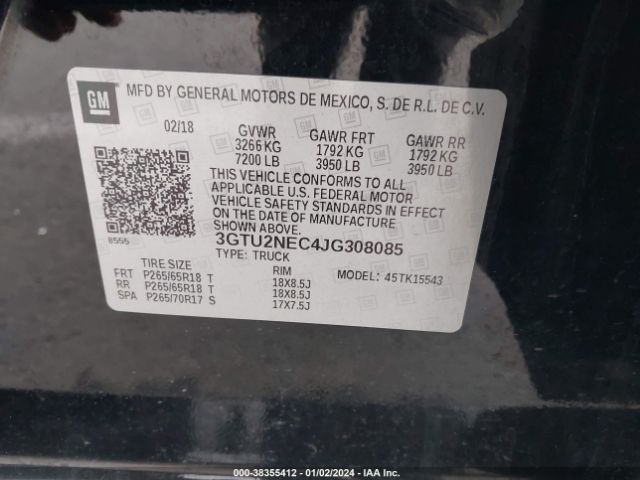 GM
MFD BY GENERAL MOTORS DE MEXICO, S. DE R.L. DE C.V.
02/18
GVWR GAWR FRT GAWR RR
3266 KG 1792 KG 1792 KG
7200 LB 3950 LB 3950 LB
THIS VEHICLE CONFORMS TO ALL
APPLICABLE U.S. FEDERAL MOTOR
VEHICLE SAFETY STANDARDS IN EFFECT
ON THE DATE OF MANUFACTURE
SHOWN ABOVE.
8555
3GTU2NEC4JG308085
TYPE: TRUCK
TIRE SIZE RIM MODEL: 45TK15543
FRT P265/65R18 T 18X8.5J
RR P265/65R18 T 18X8.5J
SPA P265/70R17 S 17X7.5J
000-38355412 - 01/02/2024 - IAA Inc.